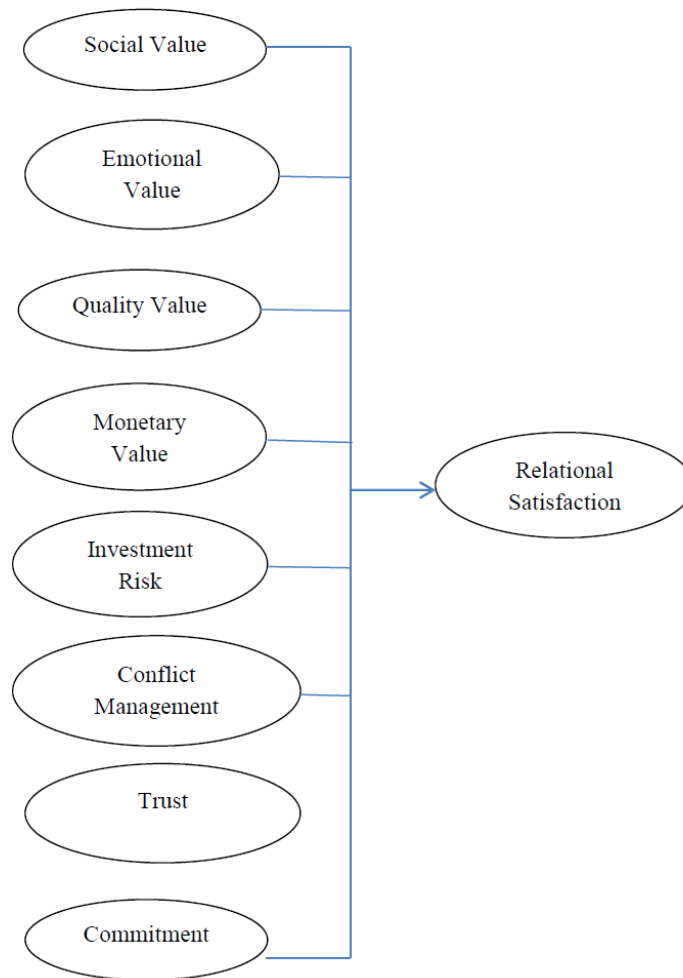 Social Value
Emotional
Value
Quality Value
Monetary
Value
Relational
Satisfaction
Investment
Risk
Conflict
Management
Trust
Commitment